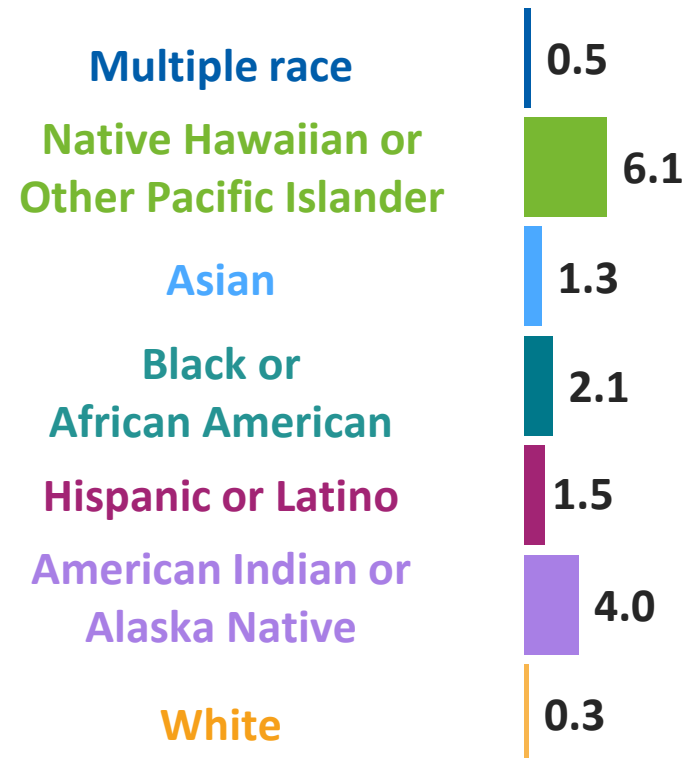 Multiple race
0.5
Native Hawaiian or
Other Pacific Islander
6.1
Asian
1.3
Black or
African American
2.1
Hispanic or Latino
1.5
American Indian or
Alaska Native
4.0
White
0.3